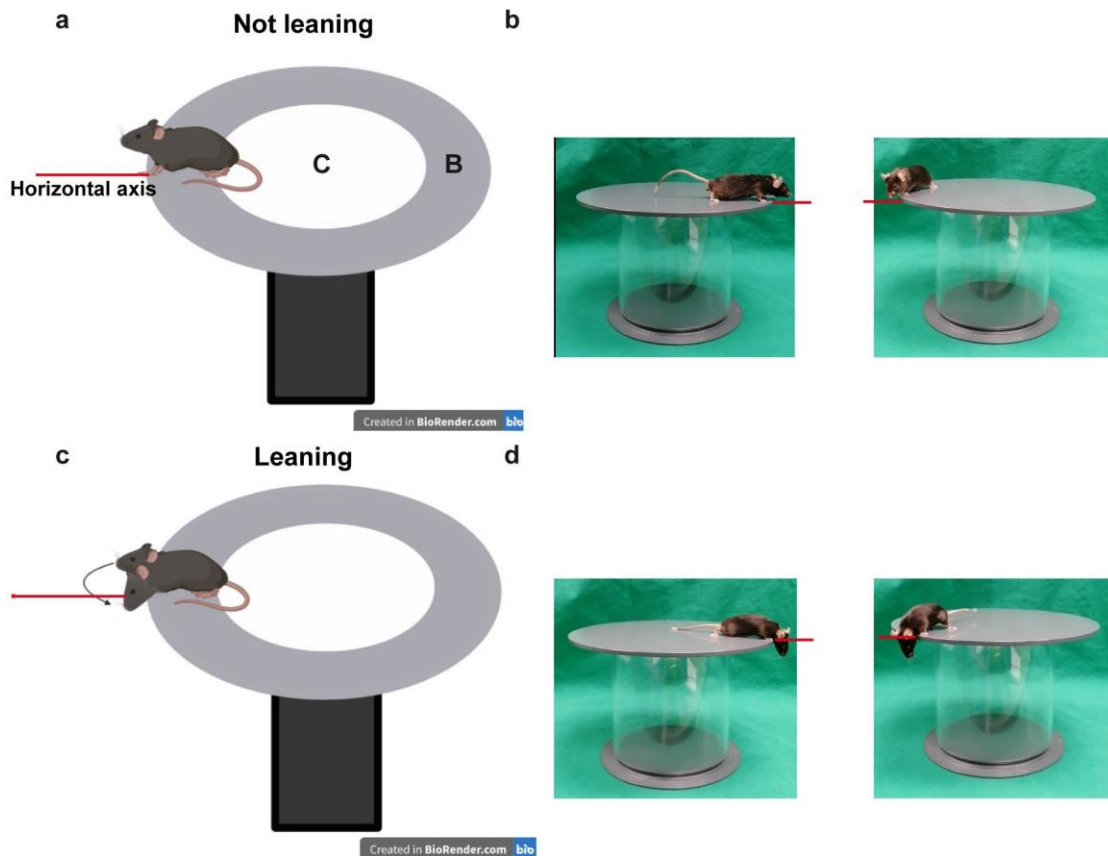 a
Not leaning
b
C
B
Horizontal axis
Created in BioRender.com bio
c
Leaning
d
Created in BioRender.com bio